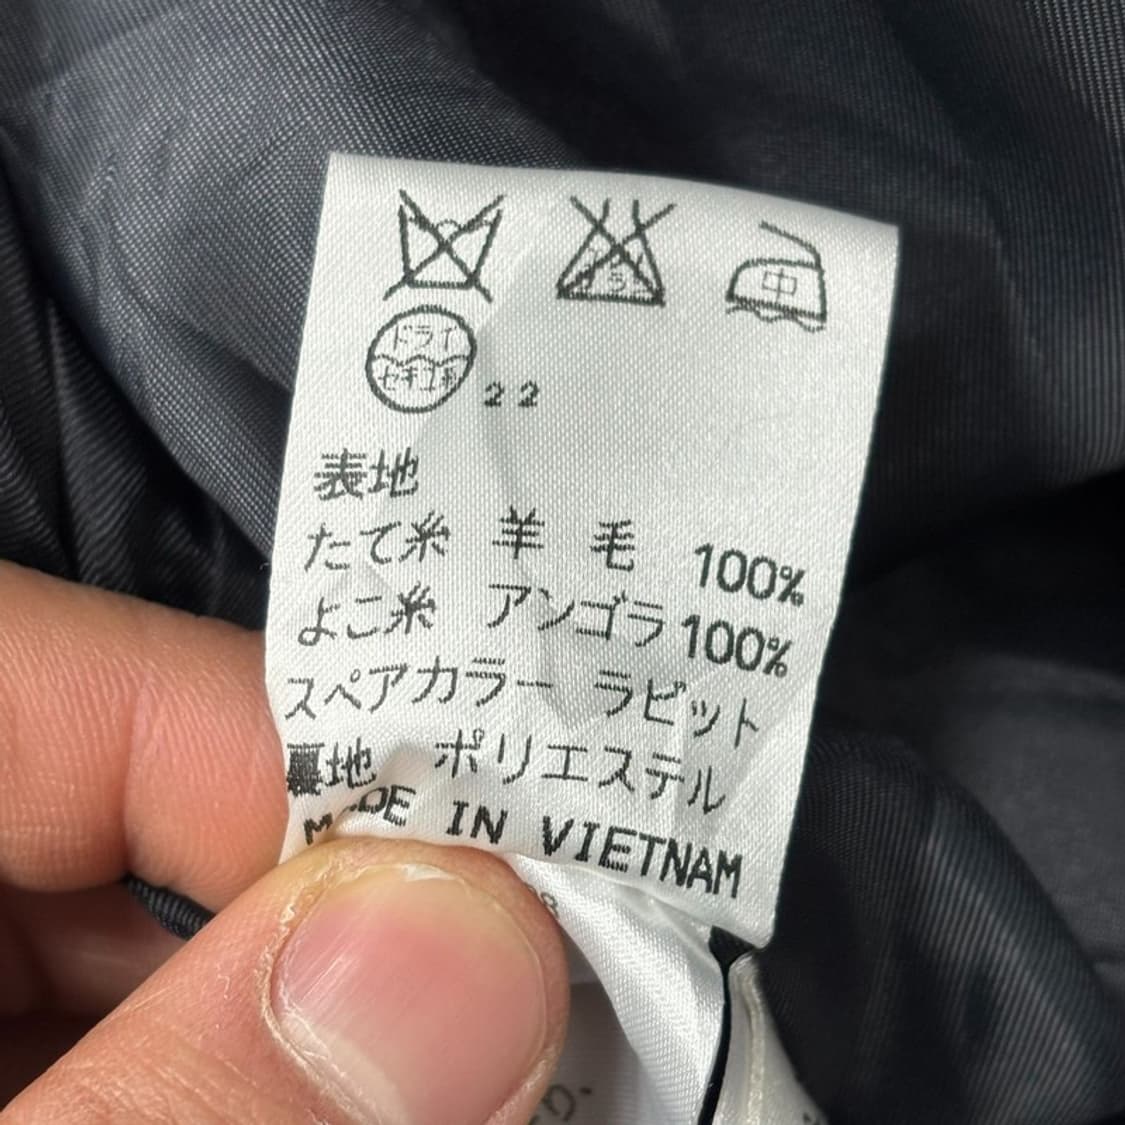 中
ドライ
セキユ系
22
表地
たて糸 羊 毛 100%
よこ糸 アンゴラ 100%
スペアカラー ラビット
裏地 ポリエステル
MADE IN VIETNAM